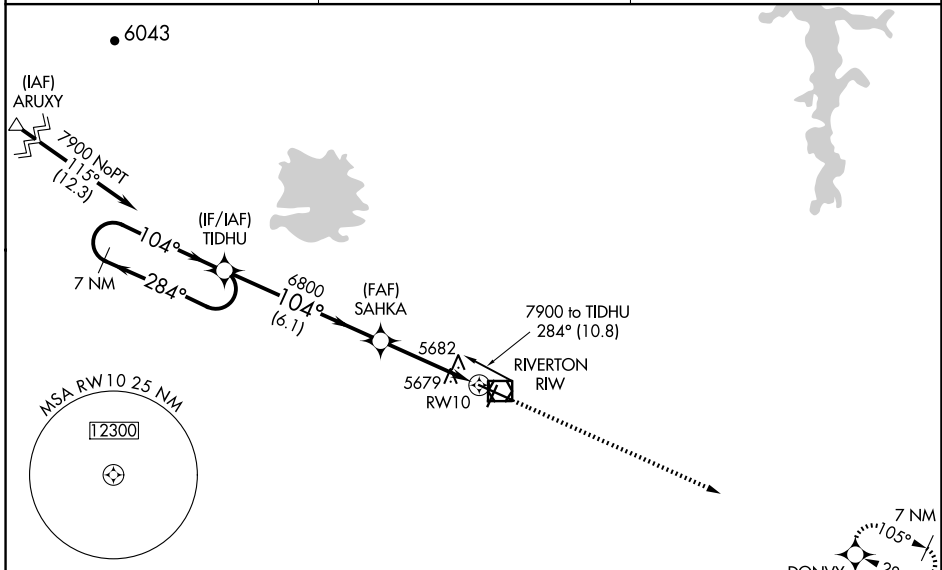 6043
(IAF)
ARUXY
7900 NoPT
115°
(12.3)
(IF/IAF)
TIDHU
104°
7 NM
284°
6800
104°
(6.1)
(FAF)
SAHKA
7900 to TIDHU
284° (10.8)
5682
5679
RIVERTON
RIW
RW10
MSA RW10 25 NM
12300
7 NM
105°